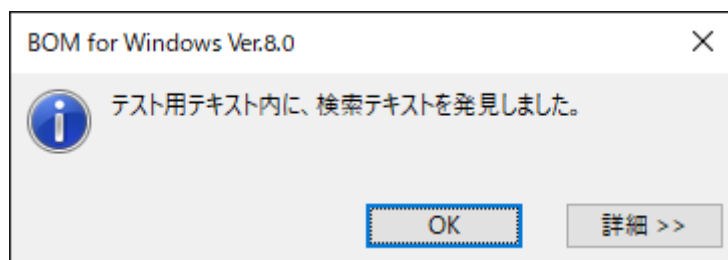 BOM for Windows Ver.8.0
テスト用テキスト内に、検索テキストを発見しました。
OK
詳細 >>